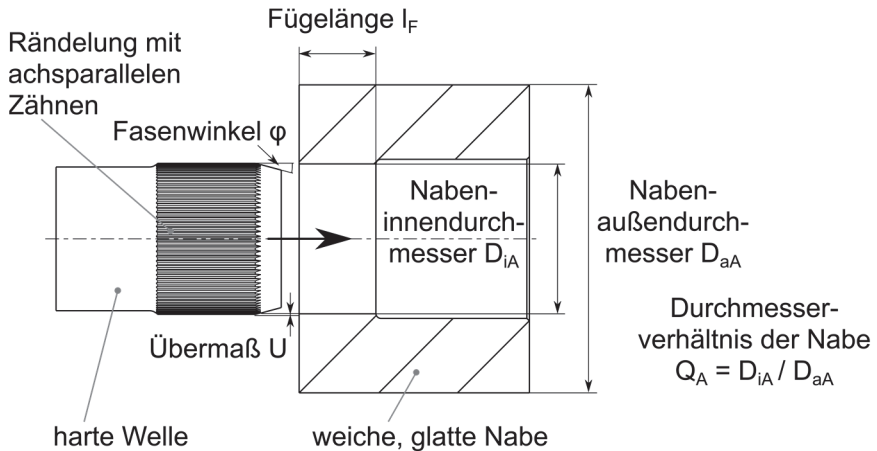 Fügelänge l_F
Rändelung mit
achsparallelen
Zähnen
Fasenwinkel φ
Naben-
innendurch-
messer D_iA
Naben-
außendurch-
messer D_aA
Durchmesser-
verhältnis der Nabe
Q_A = D_iA / D_aA
Übermaß U
harte Welle
weiche, glatte Nabe